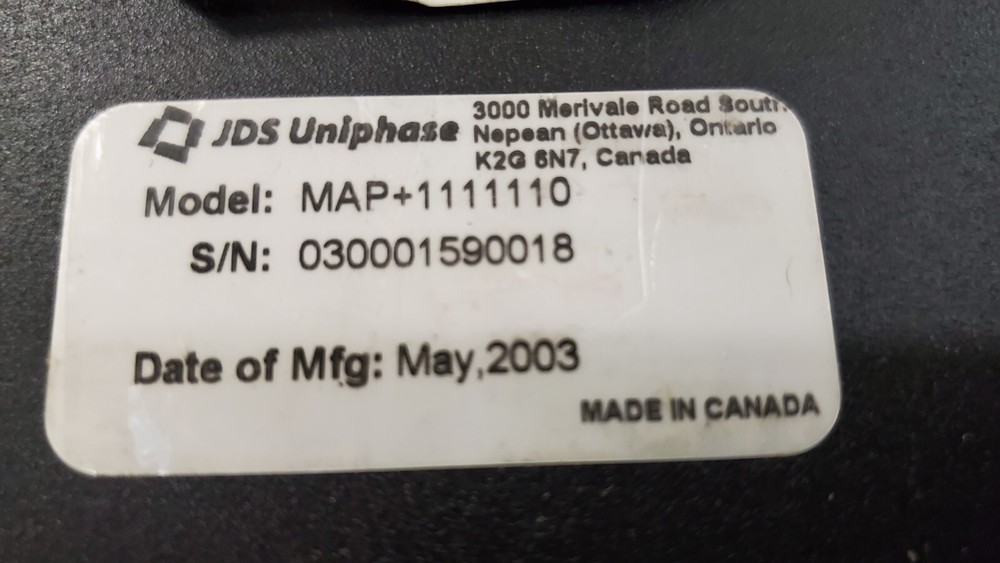 JDS Uniphase
3000 Merivale Road South
Nepean (Ottawa), Ontario
K2G 6N7, Canada
Model: MAP+1111110
S/N: 030001590018
Date of Mfg: May,2003
MADE IN CANADA